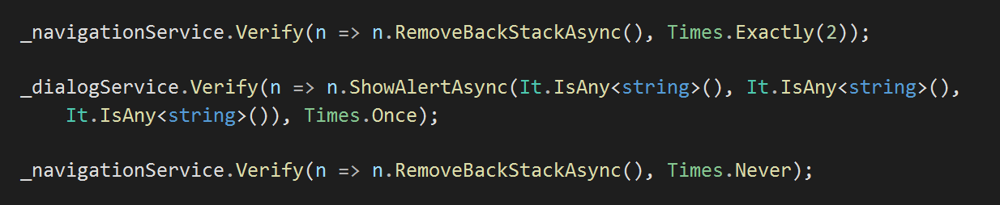 _navigationService.Verify(n => n.RemoveBackStackAsync(), Times.Exactly(2));
_dialogService.Verify(n => n.ShowAlertAsync(It.IsAny<string>(), It.IsAny<string>(),
It.IsAny<string>()), Times.Once);
_navigationService.Verify(n => n.RemoveBackStackAsync(), Times.Never);